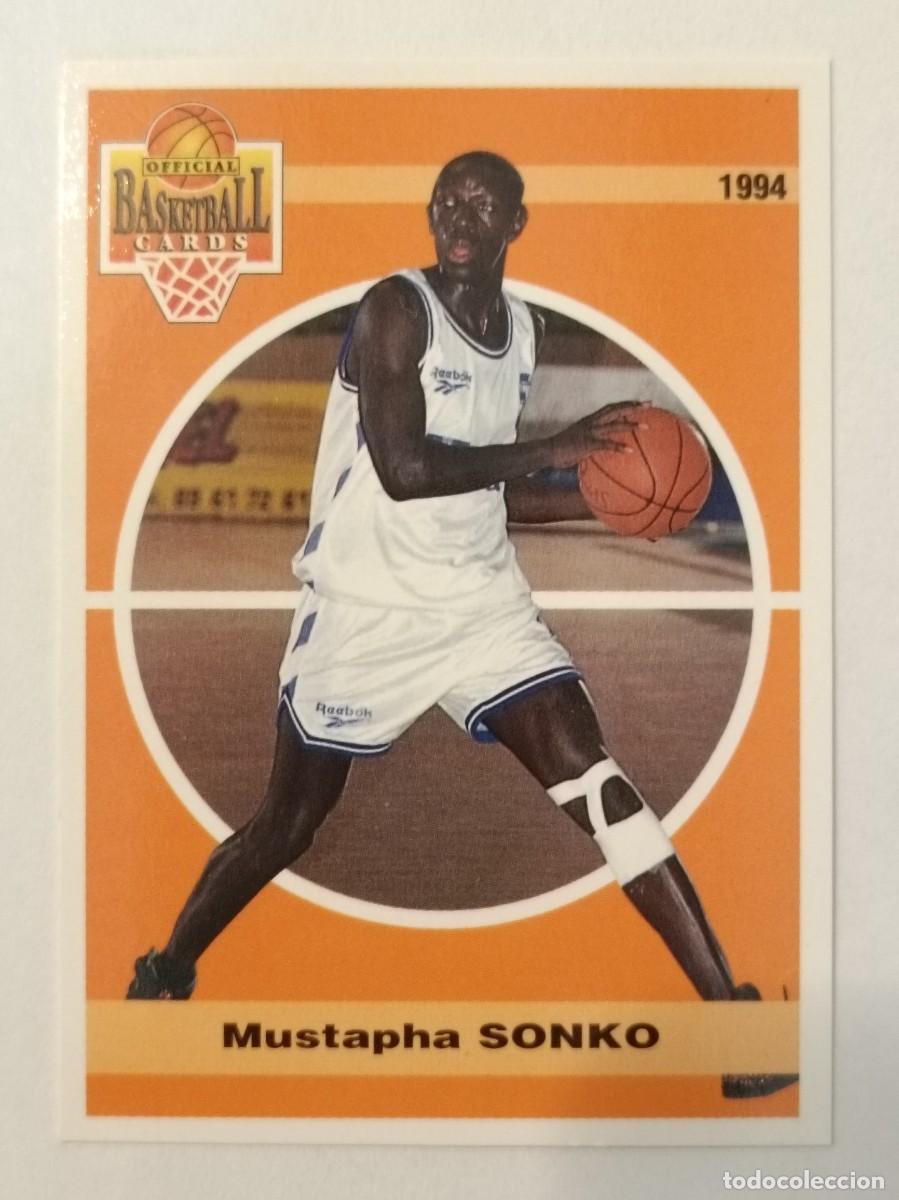 OFFICIAL
BASKETBALL
CARDS
1994
Reebok
Reebok
Mustapha SONKO
todocoleccion